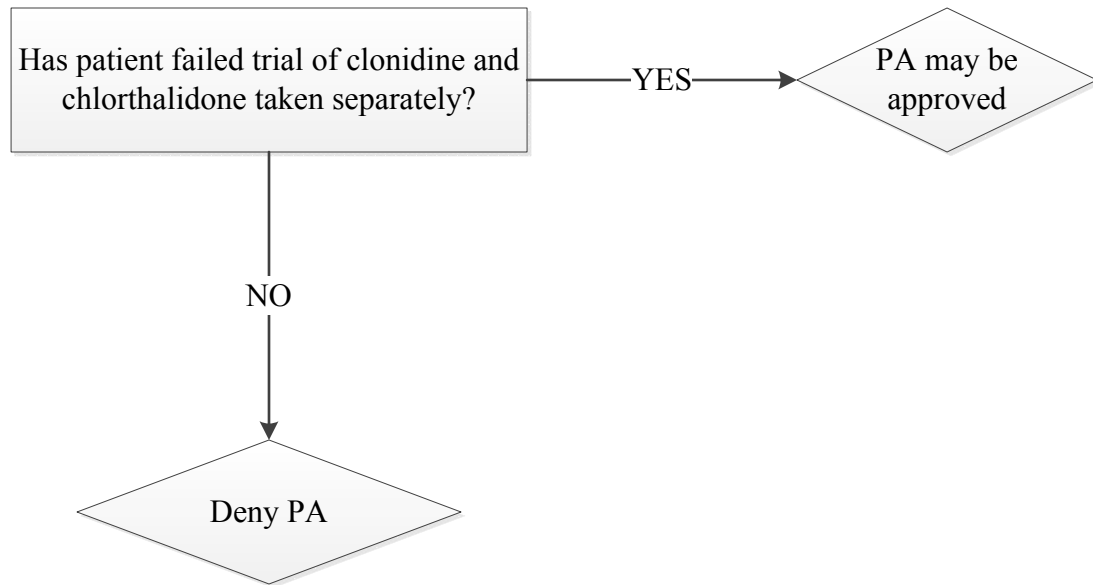 Has patient failed trial of clonidine and
chlorthalidone taken separately?
YES
PA may be
approved
NO
Deny PA